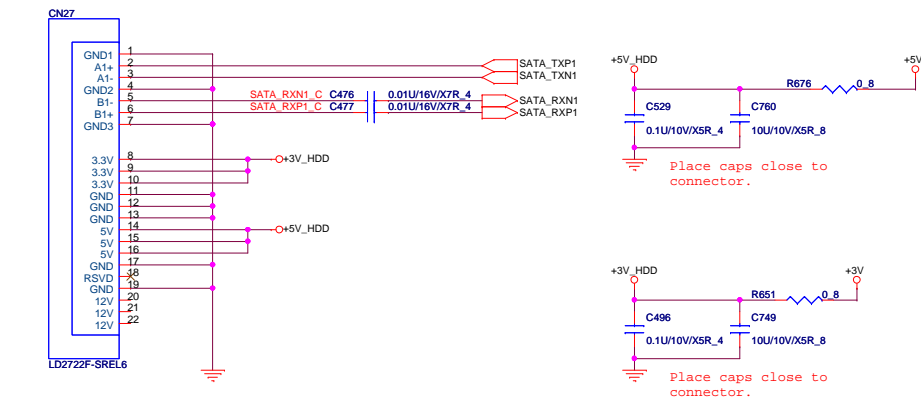 CN27
GND1 1
A1+ 2 SATA_TXP1
A1- 3 SATA_TXN1
GND2 4
B1- 5 SATA_RXN1_C C476 0.01U/16V/X7R_4 SATA_RXN1
B1+ 6 SATA_RXP1_C C477 0.01U/16V/X7R_4 SATA_RXP1
GND3 7
3.3V 8 +3V_HDD
3.3V 9
3.3V 10
GND 11
GND 12
GND 13
5V 14 +5V_HDD
5V 15
5V 16
GND 17
RSVD 18
GND 19
12V 20
12V 21
12V 22
LD2722F-SREL6
+5V_HDD +5V
R676 0_8
C529 C760
0.1U/10V/X5R_4 10U/10V/X5R_8
Place caps close to
connector.
+3V_HDD +3V
R651 0_8
C496 C749
0.1U/10V/X5R_4 10U/10V/X5R_8
Place caps close to
connector.